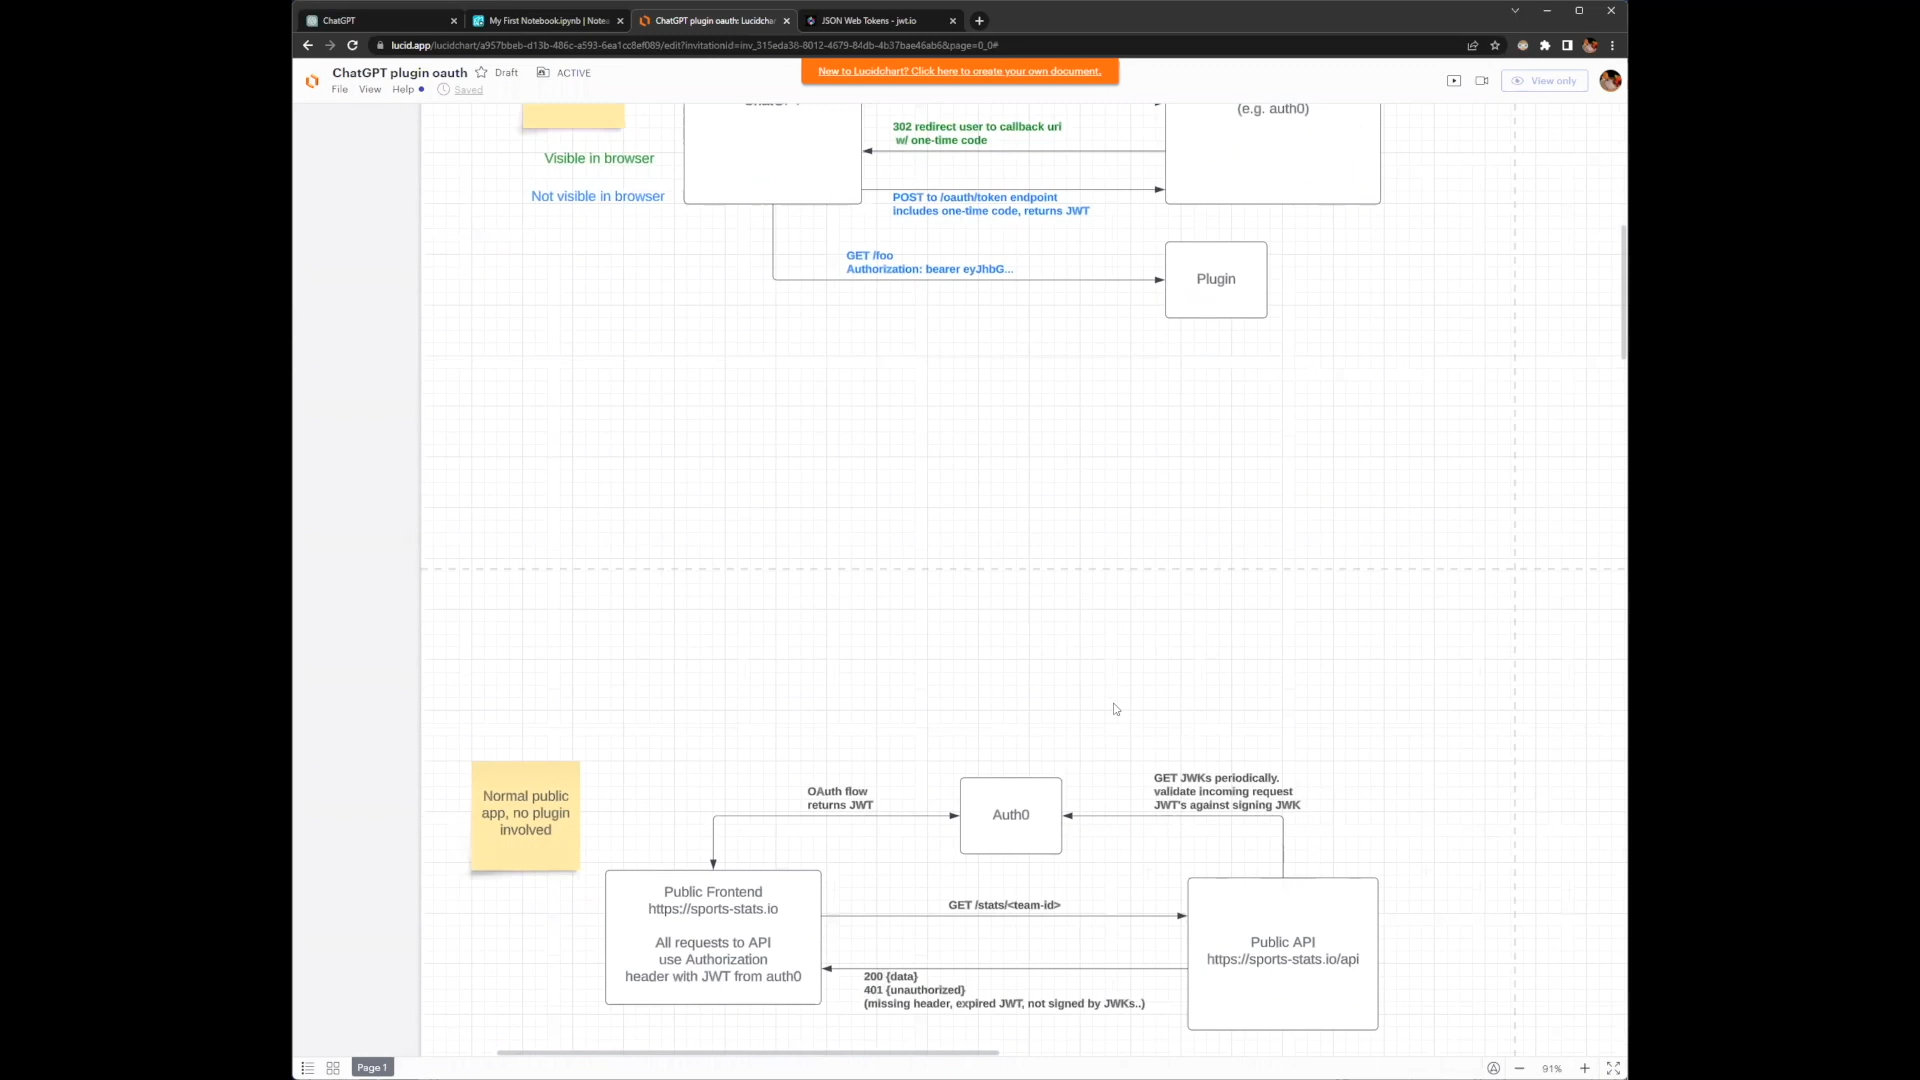 ChatGPT
My First Notebook.ipynb | Note
ChatGPT plugin oauth: Lucidchar
JSON Web Tokens - jwt.io
lucid.app/lucidchart/a957bbeb-d13b-486c-a593-6ea1cc8ef089/edit?invitationId=inv_315eda38-8012-4679-84db-4b37bae46ab6&page=0_0#
ChatGPT plugin oauth
Draft
ACTIVE
New to Lucidchart? Click here to create your own document.
View only
File
View
Help
Saved
(e.g. auth0)
302 redirect user to callback uri
w/ one-time code
Visible in browser
Not visible in browser
POST to /oauth/token endpoint
includes one-time code, returns JWT
GET /foo
Authorization: bearer eyJhbG...
Plugin
Normal public
app, no plugin
involved
OAuth flow
returns JWT
Auth0
GET JWKs periodically.
validate incoming request
JWT's against signing JWK
Public Frontend
https://sports-stats.io
All requests to API
use Authorization
header with JWT from auth0
GET /stats/<team-id>
Public API
https://sports-stats.io/api
200 {data}
401 {unauthorized}
(missing header, expired JWT, not signed by JWKs..)
Page 1
91%